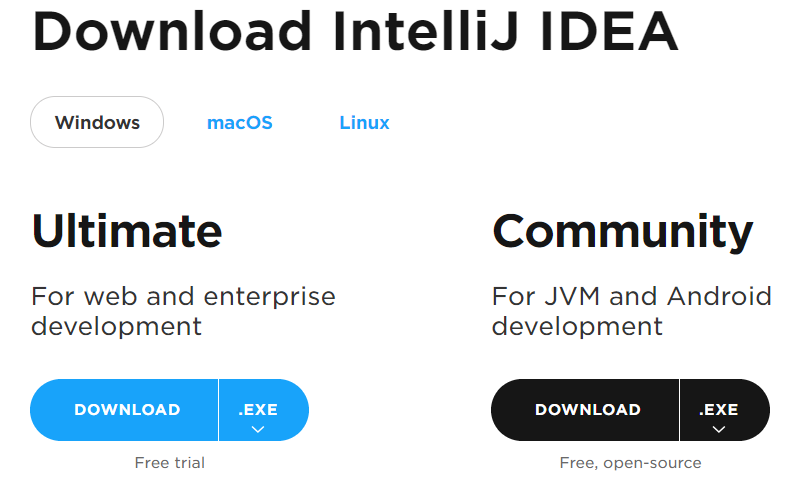 Download IntelliJ IDEA
Windows
macOS
Linux
Ultimate
For web and enterprise
development
DOWNLOAD
.EXE
Free trial
Community
For JVM and Android
development
DOWNLOAD
.EXE
Free, open-source